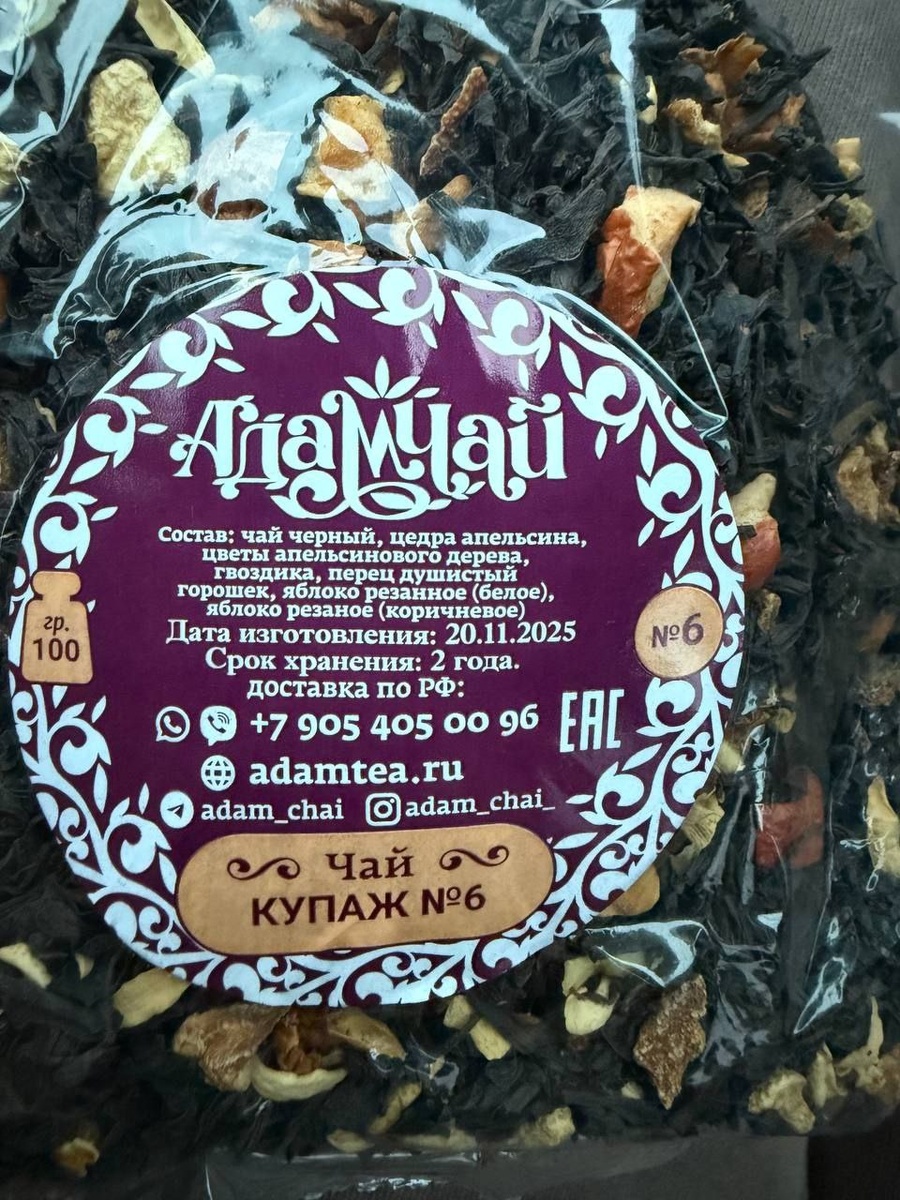 АдамЧай
Состав: чай черный, цедра апельсина,
цветы апельсинового дерева,
гвоздика, перец душистый
горошек, яблоко резанное (белое),
яблоко резаное (коричневое)
Дата изготовления: 20.11.2025
Срок хранения: 2 года.
доставка по РФ:
+7 905 405 00 96
ЕАС
adamtea.ru
adam_chai adam_chai_
гр.
100
№6
Чай
КУПАЖ №6